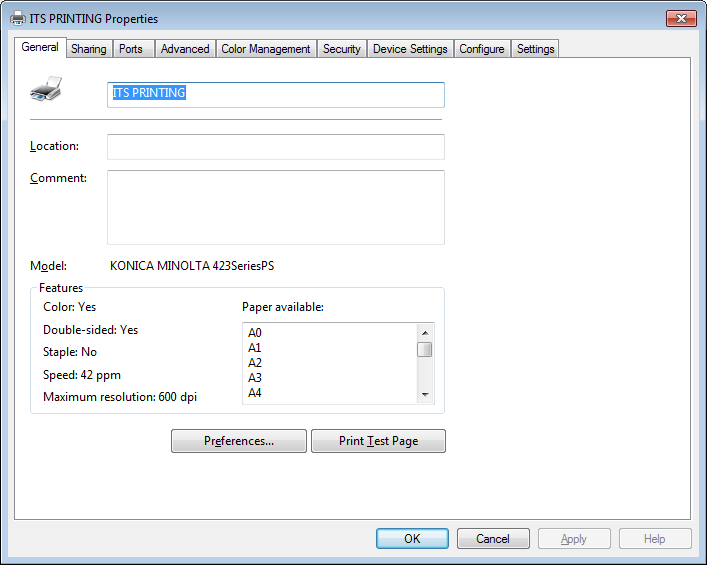 ITS PRINTING Properties
General Sharing Ports Advanced Color Management Security Device Settings Configure Settings
ITS PRINTING
Location:
Comment:
Model: KONICA MINOLTA 423SeriesPS
Features
Color: Yes Paper available:
Double-sided: Yes A0
Staple: No A1
Speed: 42 ppm A2
Maximum resolution: 600 dpi A3
A4
Preferences... Print Test Page
OK Cancel Apply Help